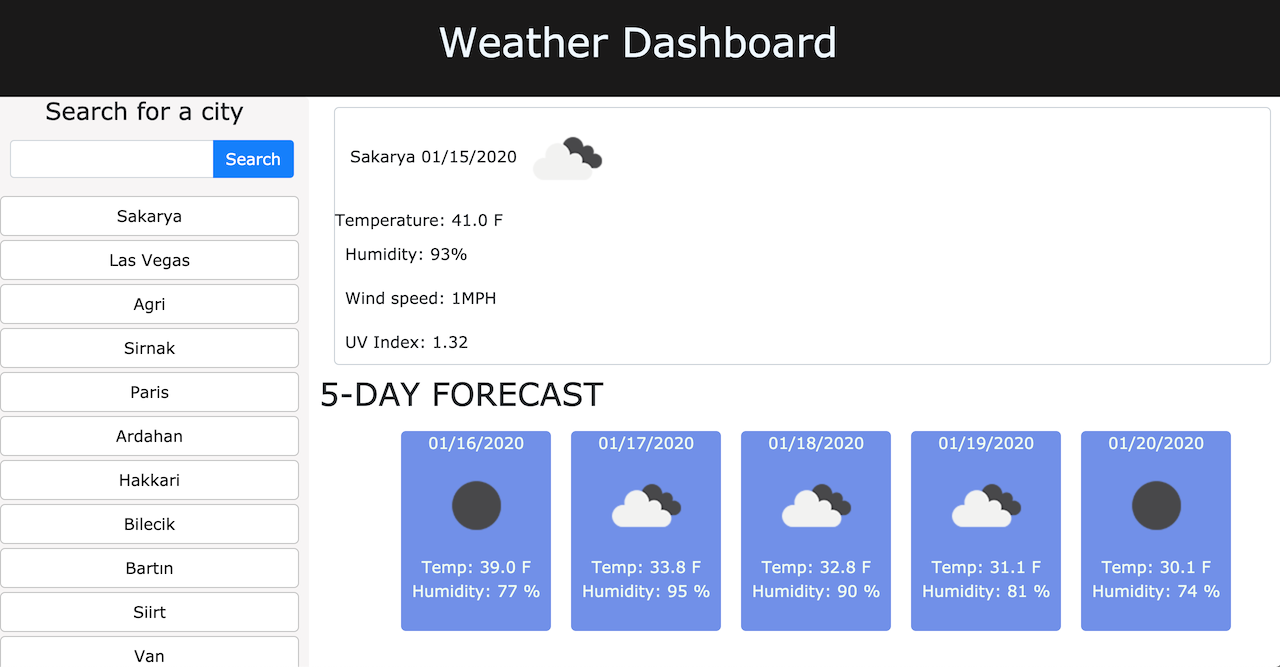 Weather Dashboard
Search for a city
Search
Sakarya
Las Vegas
Agri
Sirnak
Paris
Ardahan
Hakkari
Bilecik
Bartın
Siirt
Van
Sakarya 01/15/2020
Temperature: 41.0 F
Humidity: 93%
Wind speed: 1MPH
UV Index: 1.32
5-DAY FORECAST
01/16/2020
Temp: 39.0 F
Humidity: 77 %
01/17/2020
Temp: 33.8 F
Humidity: 95 %
01/18/2020
Temp: 32.8 F
Humidity: 90 %
01/19/2020
Temp: 31.1 F
Humidity: 81 %
01/20/2020
Temp: 30.1 F
Humidity: 74 %